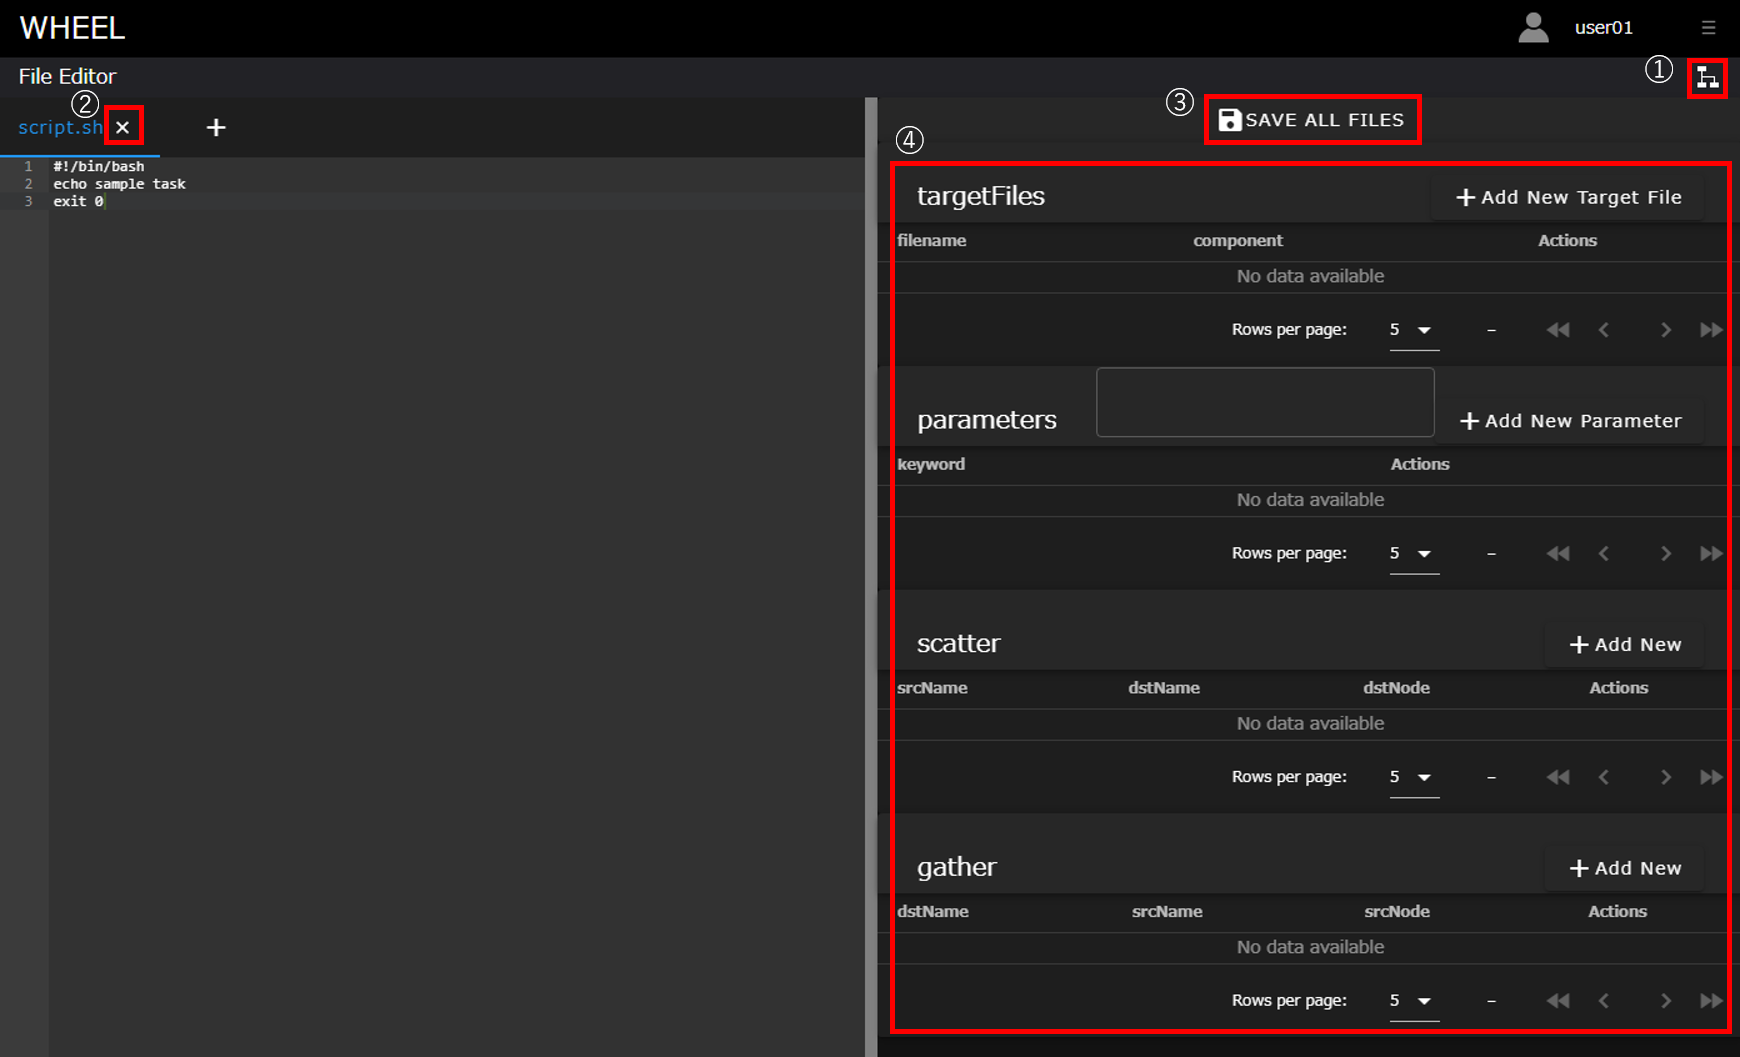 WHEEL
user01
File Editor
①
②
script.sh
③
SAVE ALL FILES
④
1 #!/bin/bash
2 echo sample task
3 exit 0
targetFiles
Add New Target File
filename component Actions
No data available
Rows per page: 5 –
parameters
Add New Parameter
keyword Actions
No data available
Rows per page: 5 –
scatter
Add New
srcName dstName dstNode Actions
No data available
Rows per page: 5 –
gather
Add New
dstName srcName srcNode Actions
No data available
Rows per page: 5 –